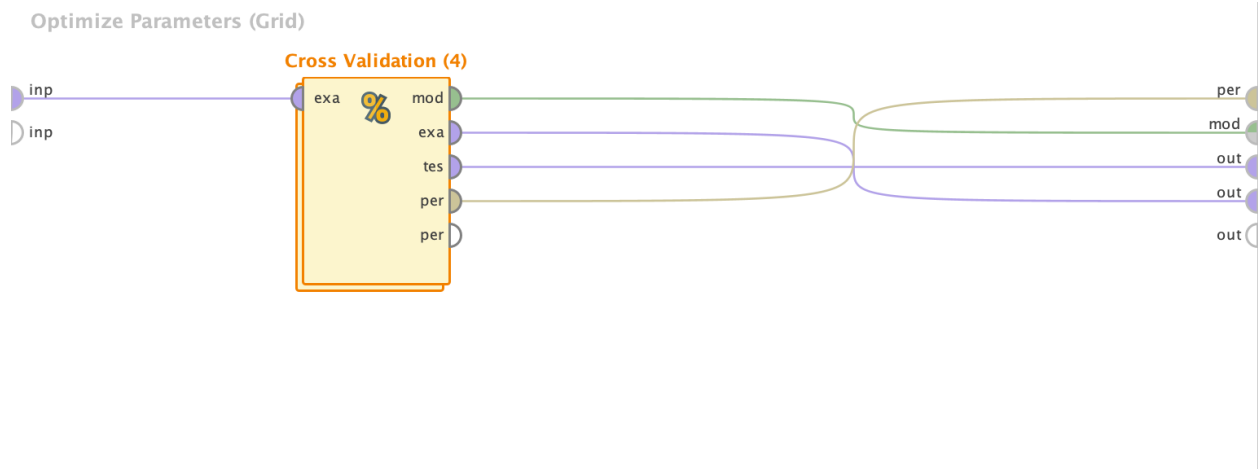 Optimize Parameters (Grid)
Cross Validation (4)
inp
exa
mod
per
inp
exa
mod
tes
out
per
out
per
out